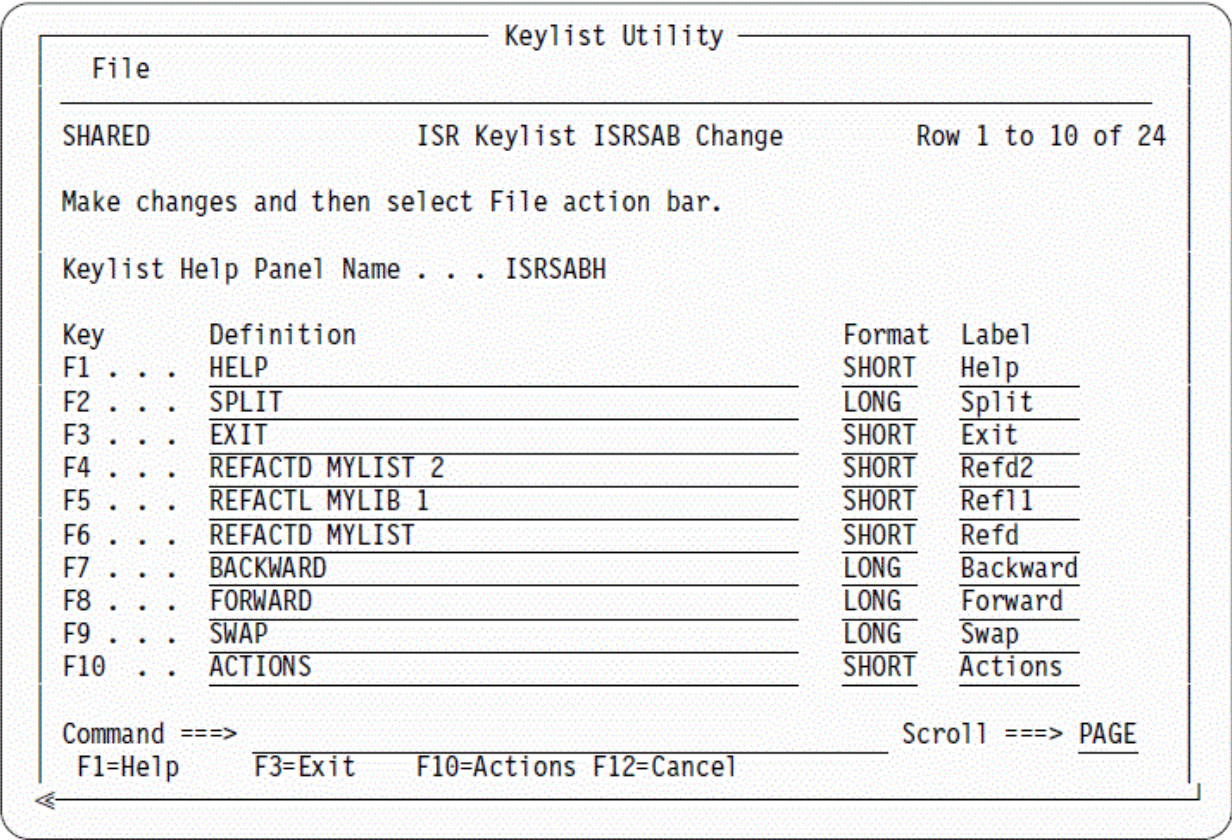 Keylist Utility
File
SHARED ISR Keylist ISRSAB Change Row 1 to 10 of 24
Make changes and then select File action bar.
Keylist Help Panel Name . . . ISRSABH
Key Definition Format Label
F1 . . . HELP SHORT Help
F2 . . . SPLIT LONG Split
F3 . . . EXIT SHORT Exit
F4 . . . REFACTD MYLIST 2 SHORT Refd2
F5 . . . REFACTL MYLIB 1 SHORT Refl1
F6 . . . REFACTD MYLIST SHORT Refd
F7 . . . BACKWARD LONG Backward
F8 . . . FORWARD LONG Forward
F9 . . . SWAP LONG Swap
F10 . . ACTIONS SHORT Actions
Command ===> Scroll ===> PAGE
F1=Help F3=Exit F10=Actions F12=Cancel